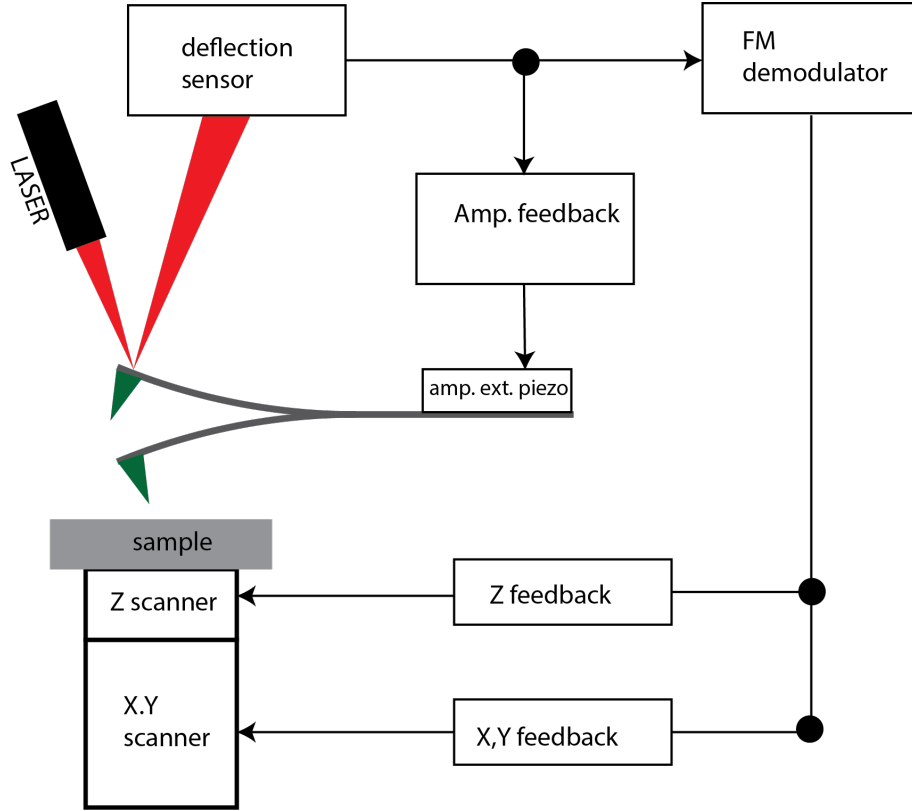 deflection
sensor
FM
demodulator
LASER
Amp. feedback
amp. ext. piezo
sample
Z scanner
Z feedback
X.Y
scanner
X,Y feedback